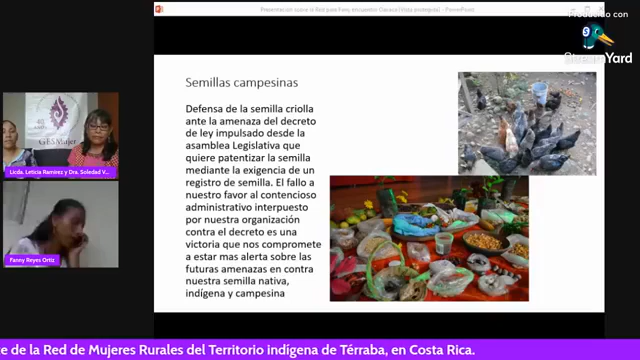 Presentacion sobre la Red para Foro, encuentro Oaxaca [Vista protegida] - PowerPoint
Producido con
StreamYard
Semillas campesinas
Defensa de la semilla criolla
ante la amenaza del decreto
de ley impulsado desde la
asamblea Legislativa que
quiere patentizar la semilla
mediante la exigencia de un
registro de semilla. El fallo a
nuestro favor al contencioso
administrativo interpuesto
por nuestra organización
contra el decreto es una
victoria que nos compromete
a estar mas alerta sobre las
futuras amenazas en contra
nuestra semilla nativa,
indígena y campesina
GESMujer
Licda. Leticia Ramírez y Dra. Soledad V...
Fanny Reyes Ortiz
te de la Red de Mujeres Rurales del Territorio indígena de Térraba, en Costa Rica.